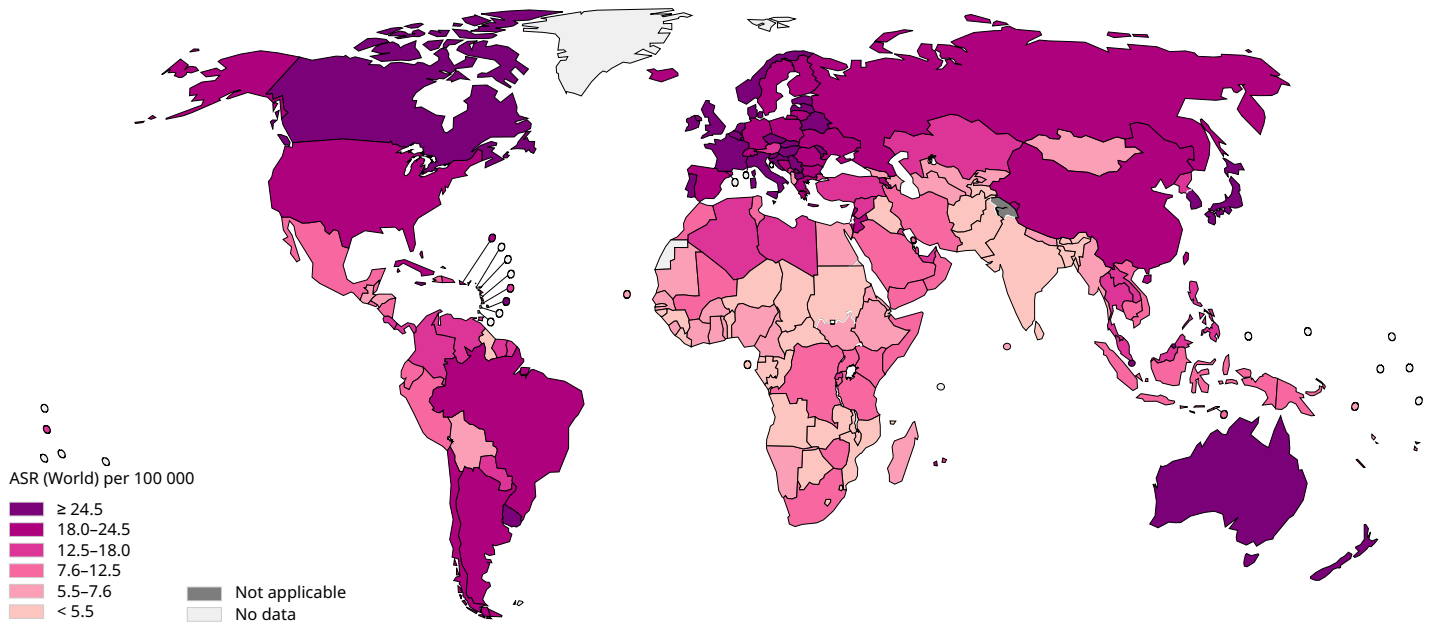 ASR (World) per 100 000
≥ 24.5
18.0–24.5
12.5–18.0
7.6–12.5
5.5–7.6
< 5.5
Not applicable
No data